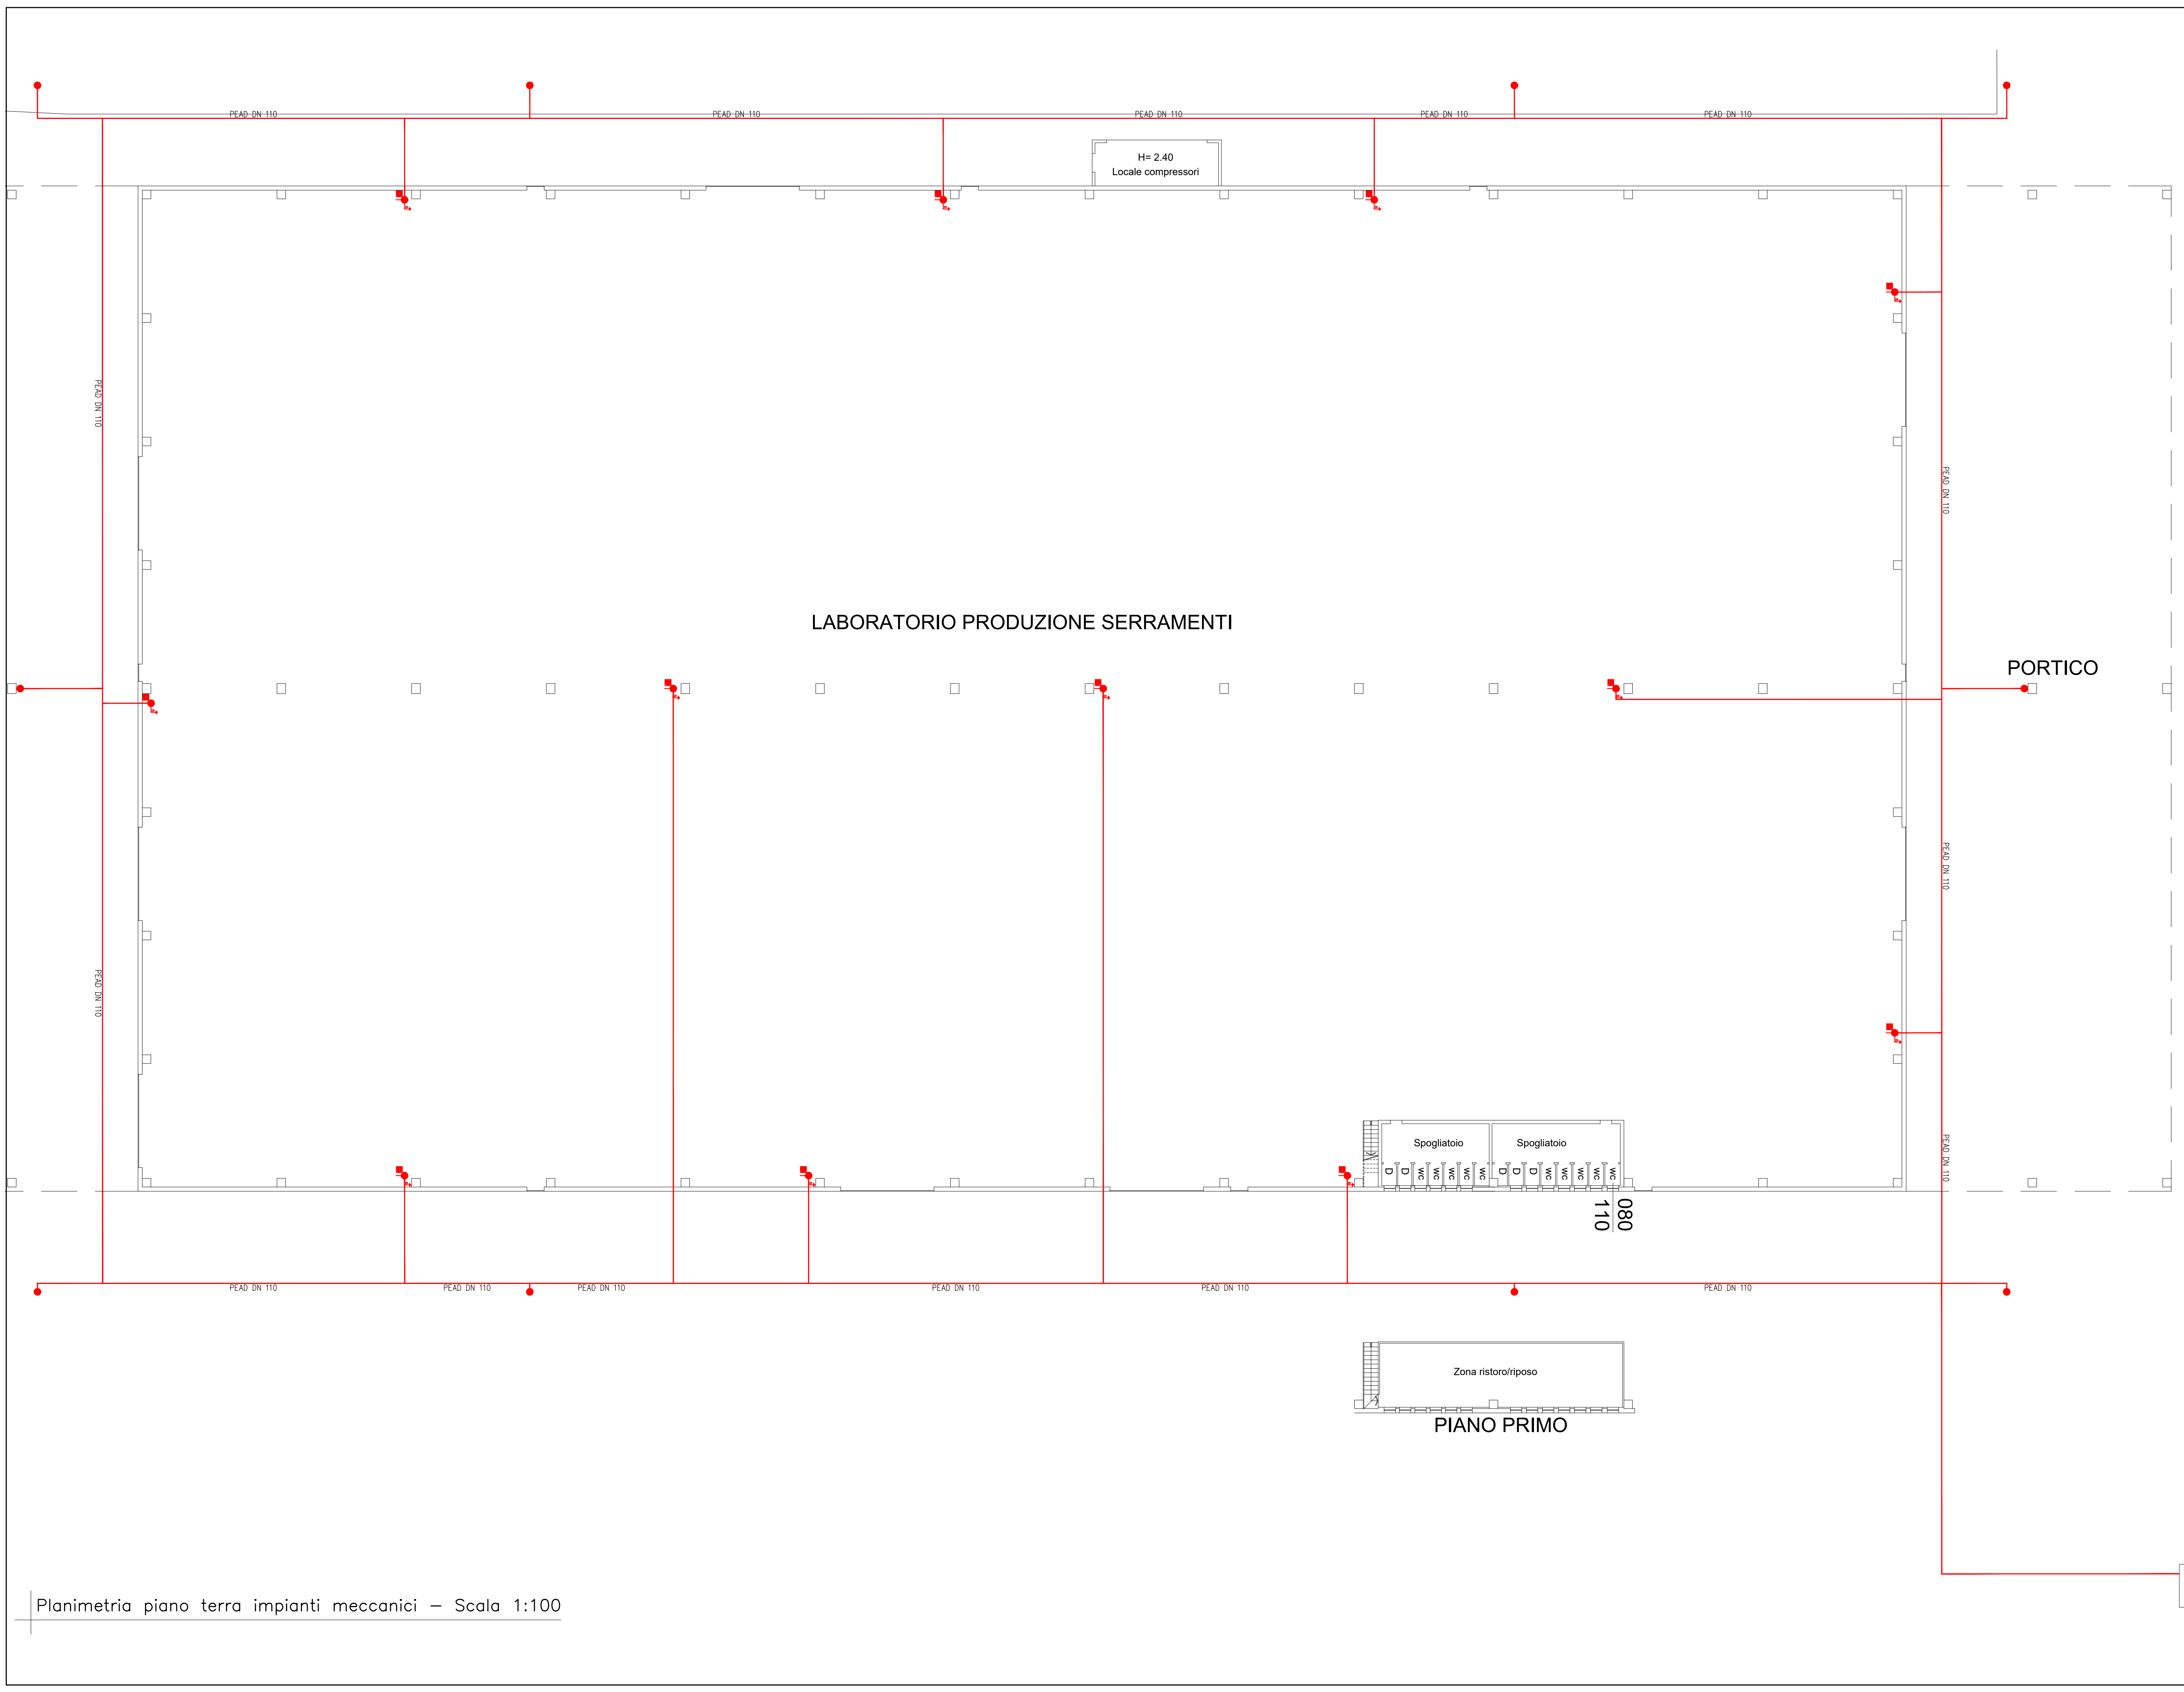 PEAD DN 110
PEAD DN 110
PEAD DN 110
PEAD DN 110
PEAD DN 110
H= 2.40
Locale compressori
PEAD DN 110
PEAD DN 110
LABORATORIO PRODUZIONE SERRAMENTI
PORTICO
PEAD DN 110
PEAD DN 110
Spogliatoio
Spogliatoio
D
D
WC
WC
WC
WC
WC
D
D
D
WC
WC
WC
WC
WC
PEAD DN 110
080
110
PEAD DN 110
PEAD DN 110
PEAD DN 110
PEAD DN 110
PEAD DN 110
PEAD DN 110
Zona ristoro/riposo
PIANO PRIMO
Planimetria piano terra impianti meccanici – Scala 1:100